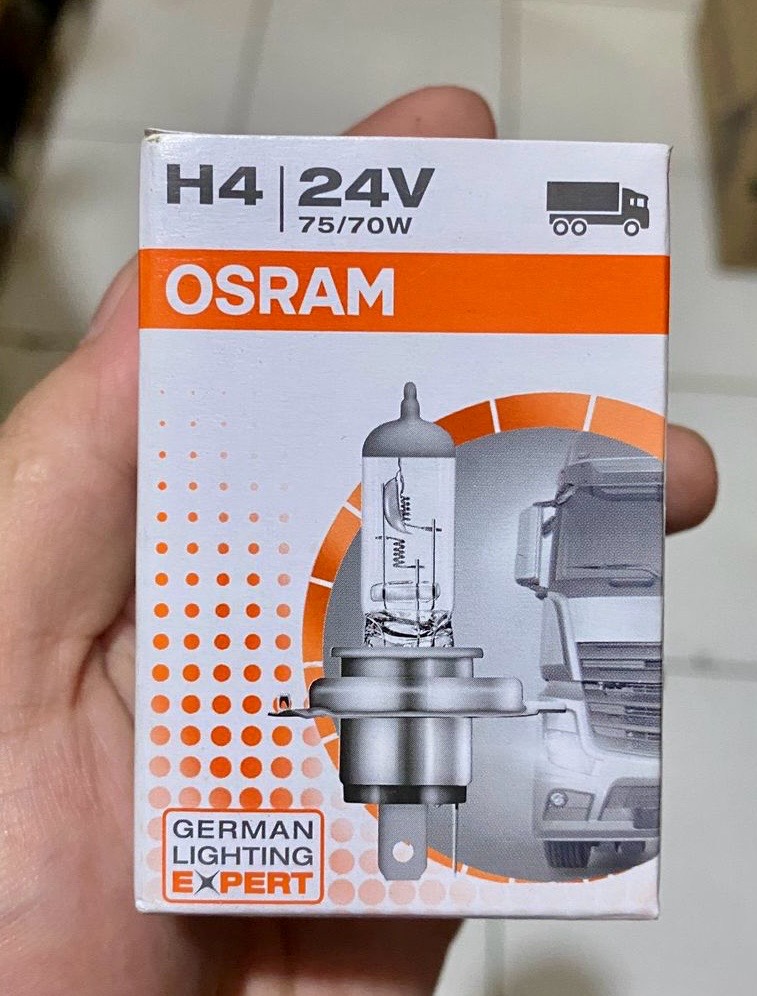 H4 24V
75/70W
OSRAM
GERMAN
LIGHTING
EXPERT